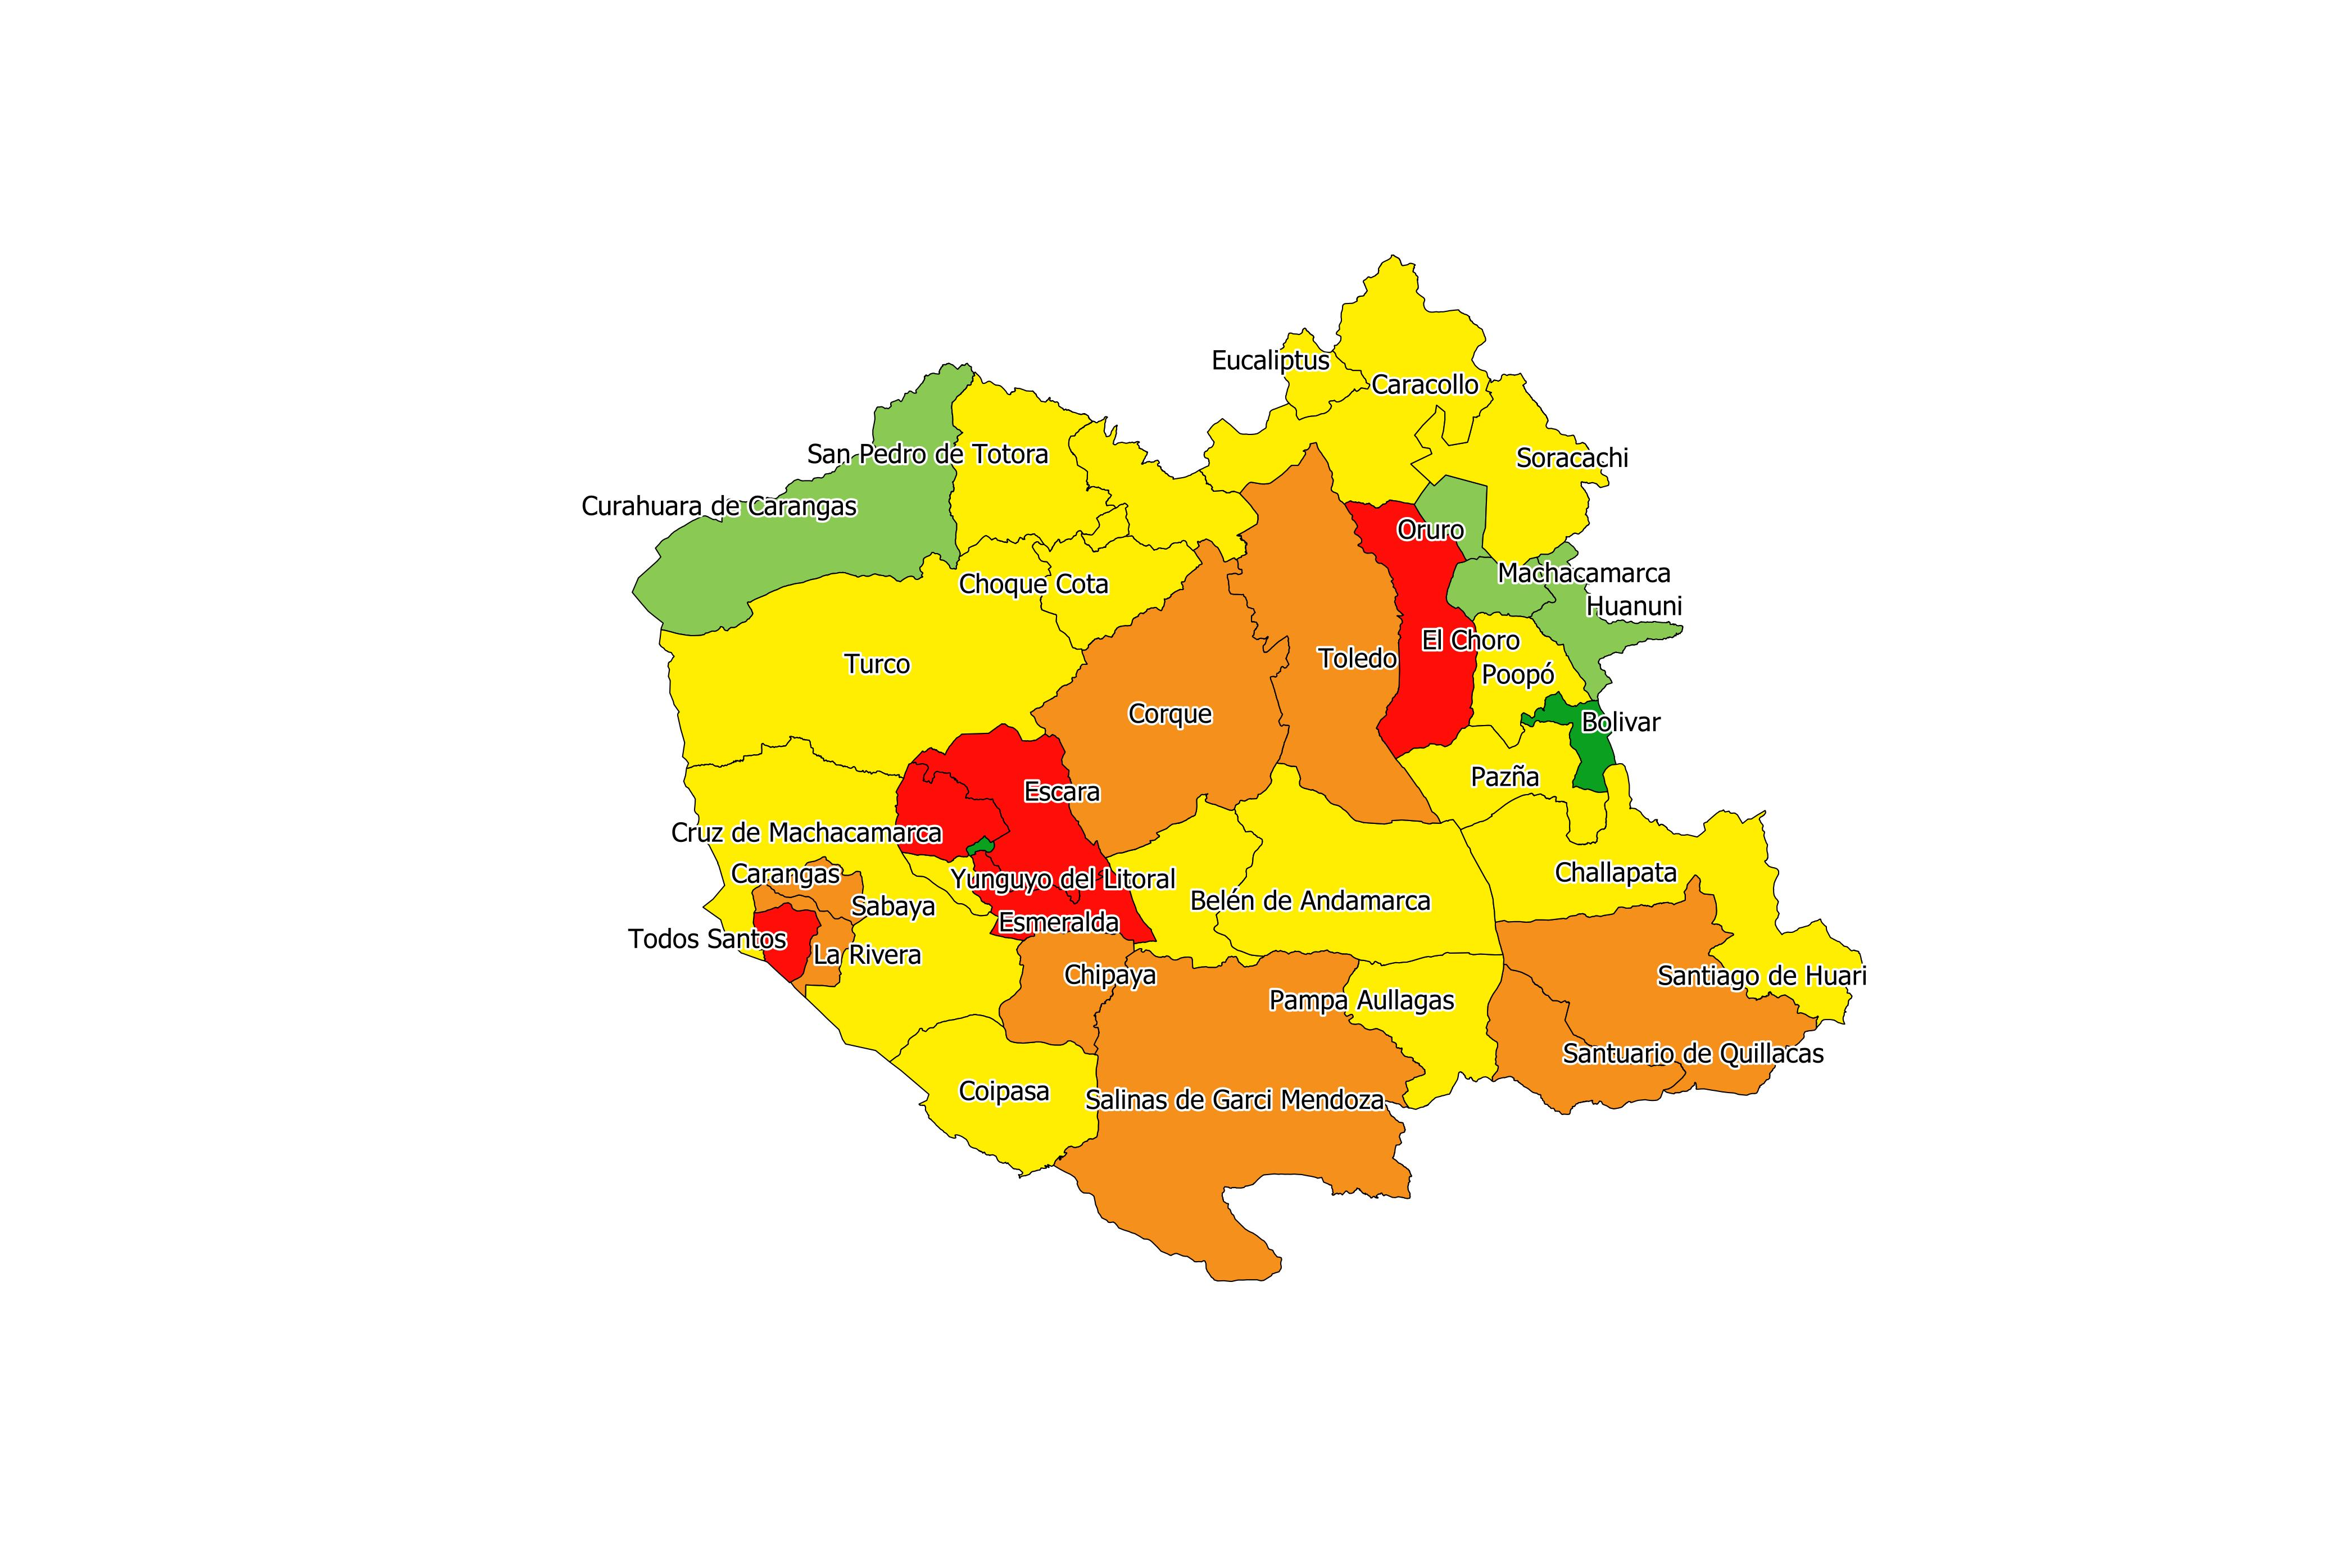 Eucaliptus
Caracollo
San Pedro de Totora
Soracachi
Curahuara de Carangas
Oruro
Machacamarca
Choque Cota
Huanuni
El Choro
Turco
Toledo
Poopó
Corque
Bolivar
Pazña
Escara
Cruz de Machacamarca
Carangas
Challapata
Yunguyo del Litoral
Belén de Andamarca
Sabaya
Esmeralda
Todos Santos
La Rivera
Chipaya
Santiago de Huari
Pampa Aullagas
Santuario de Quillacas
Coipasa
Salinas de Garci Mendoza